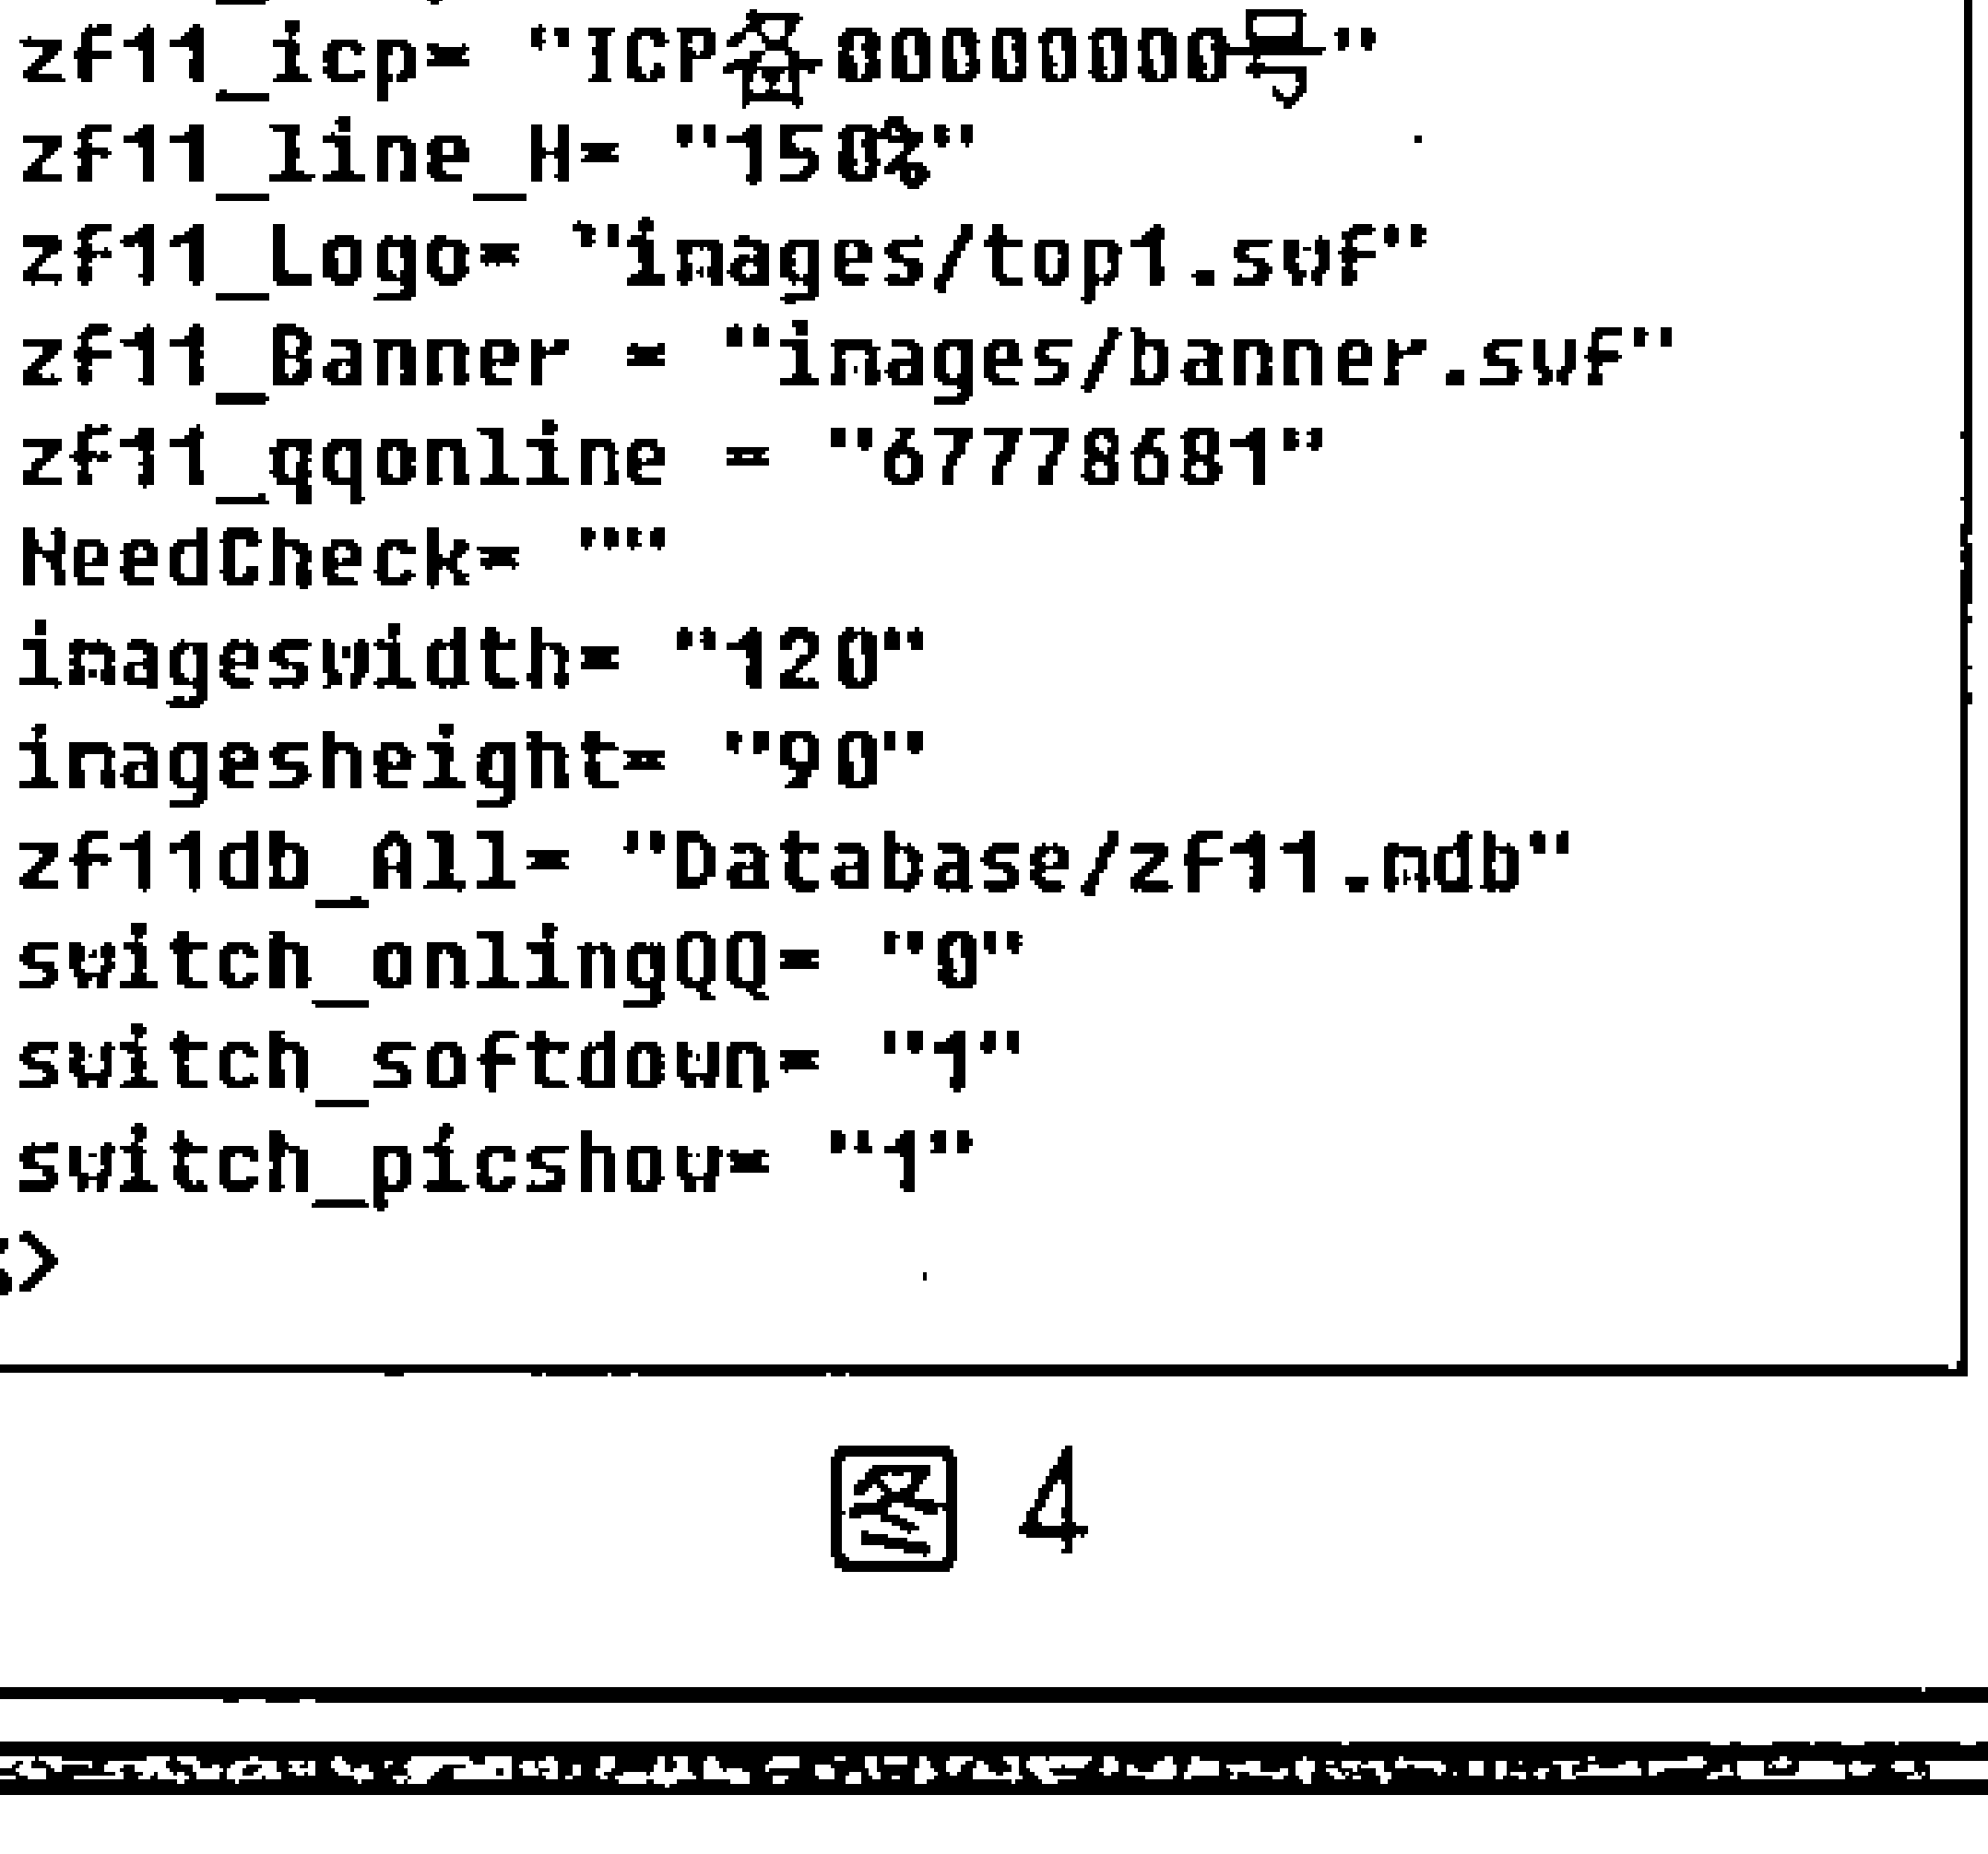 zf11_icp= "ICP备00000000号"
zf11_line_H= "150%"
zf11_Logo= "images/top1.swf"
zf11_Banner = "images/banner.swf"
zf11_qqonline = "67778681"
NeedCheck= ""
imageswidth= "120"
imagesheight= "90"
zf11db_All= "Database/zf11.mdb"
switch_onlingQQ= "0"
switch_softdown= "1"
switch_picshow= "1"
%>
图 4